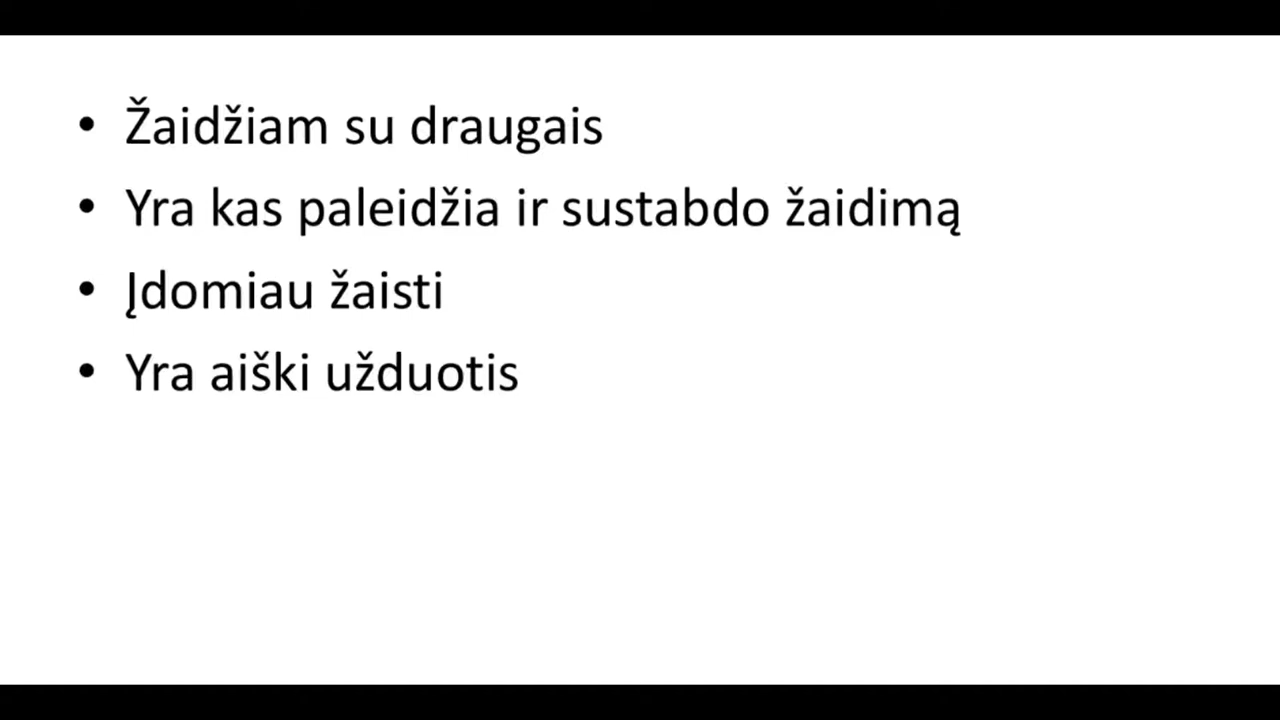 • Žaidžiam su draugais
• Yra kas paleidžia ir sustabdo žaidimą
• Įdomiau žaisti
• Yra aiški užduotis